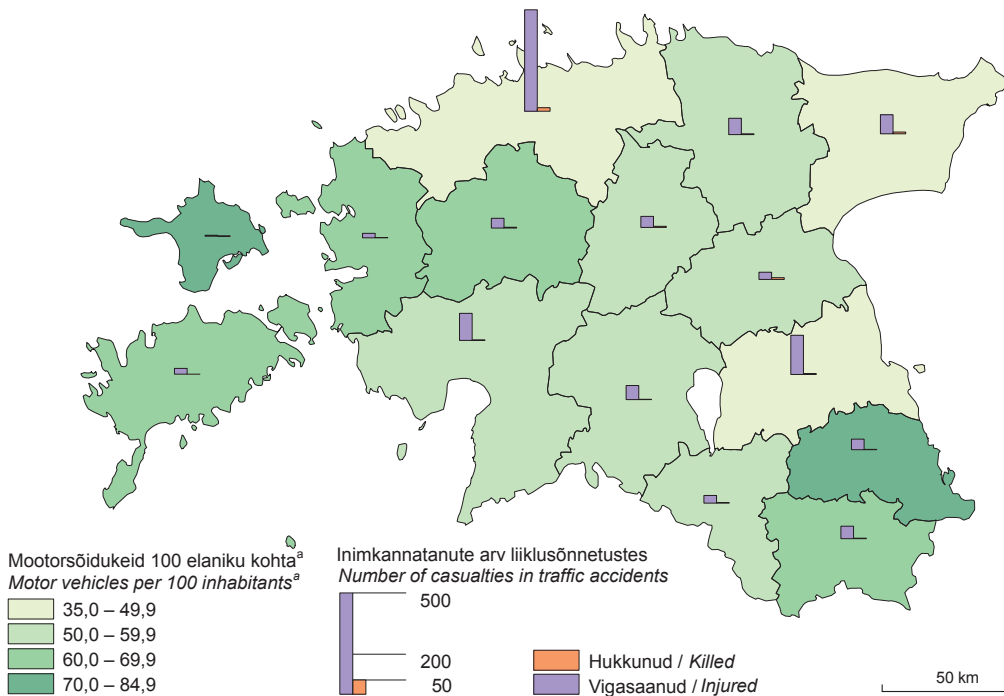 Mootorsõidukeid 100 elaniku kohtaᵃ
Motor vehicles per 100 inhabitantsᵃ
35,0 – 49,9
50,0 – 59,9
60,0 – 69,9
70,0 – 84,9
Inimkannatanute arv liiklusõnnetustes
Number of casualties in traffic accidents
500
200
50
Hukkunud / Killed
Vigasaanud / Injured
50 km